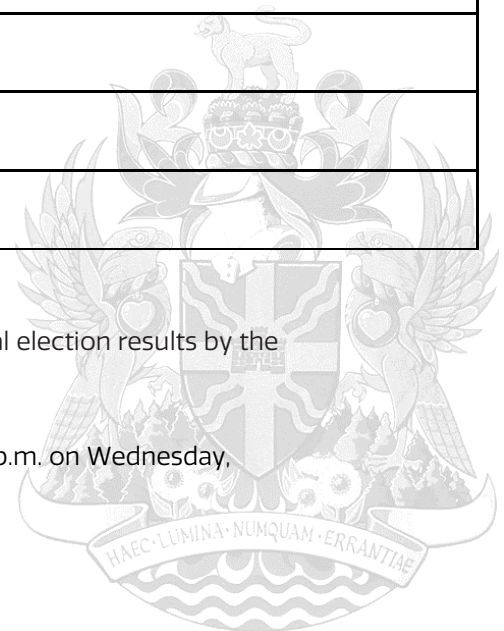 al election results by the
p.m. on Wednesday,
HAEC·LUMINA·NUMQUAM·ERRANTIAE